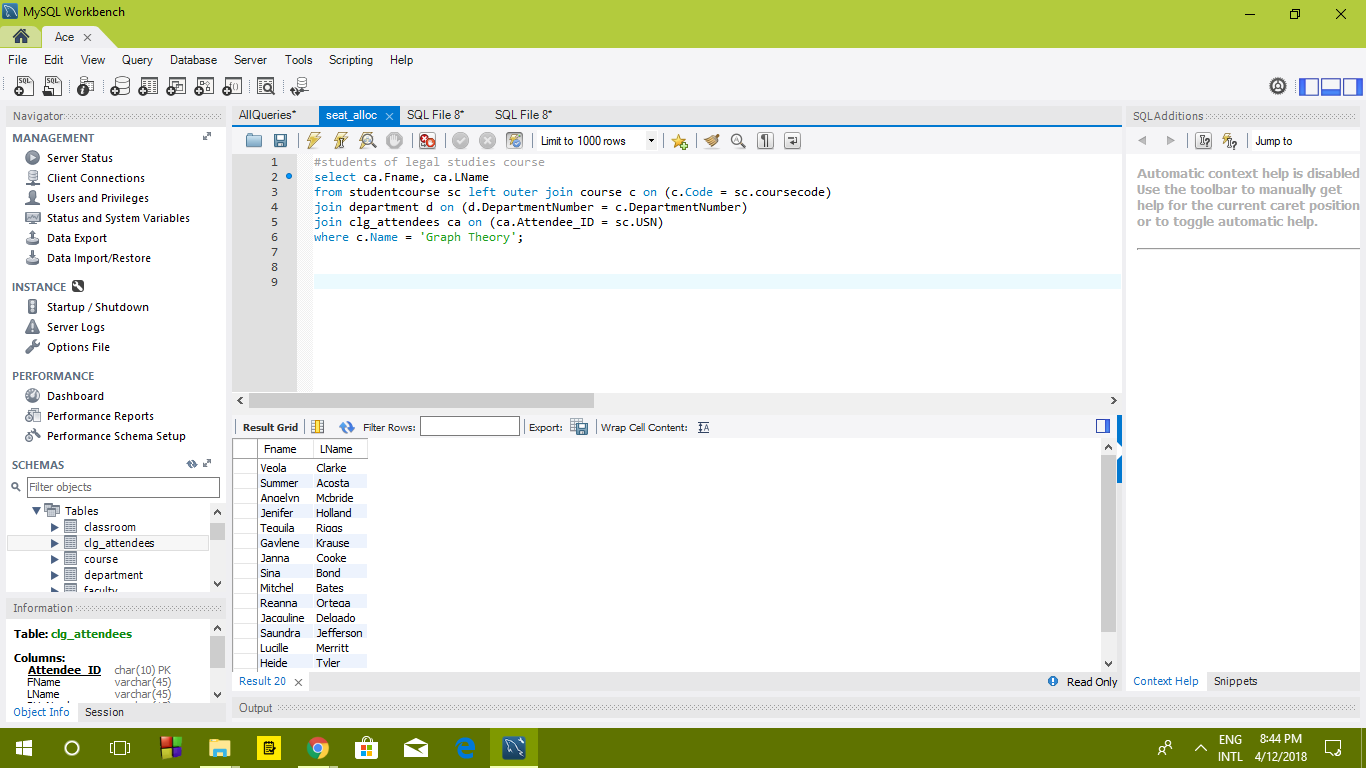 MySQL Workbench
Ace
File Edit View Query Database Server Tools Scripting Help
Navigator
MANAGEMENT
Server Status
Client Connections
Users and Privileges
Status and System Variables
Data Export
Data Import/Restore
INSTANCE
Startup / Shutdown
Server Logs
Options File
PERFORMANCE
Dashboard
Performance Reports
Performance Schema Setup
SCHEMAS
Filter objects
Tables
classroom
clg_attendees
course
department
faculty
Information
Table: clg_attendees
Columns:
Attendee_ID char(10) PK
FName varchar(45)
LName varchar(45)
Object Info Session
AllQueries* seat_alloc SQL File 8* SQL File 8*
Limit to 1000 rows
1 #students of legal studies course
2 select ca.Fname, ca.LName
3 from studentcourse sc left outer join course c on (c.Code = sc.coursecode)
4 join department d on (d.DepartmentNumber = c.DepartmentNumber)
5 join clg_attendees ca on (ca.Attendee_ID = sc.USN)
6 where c.Name = 'Graph Theory';
7
8
9
Result Grid Filter Rows: Export: Wrap Cell Content:
Fname LName
Veola Clarke
Summer Acosta
Angelyn Mcbride
Jenifer Holland
Tequila Riggs
Gaylene Krause
Janna Cooke
Sina Bond
Mitchel Bates
Reanna Ortega
Jacquline Delgado
Saundra Jefferson
Lucille Merritt
Heide Tyler
Result 20
Read Only
Output
SQLAdditions
Jump to
Automatic context help is disabled.
Use the toolbar to manually get
help for the current caret position
or to toggle automatic help.
Context Help Snippets
ENG
INTL
8:44 PM
4/12/2018